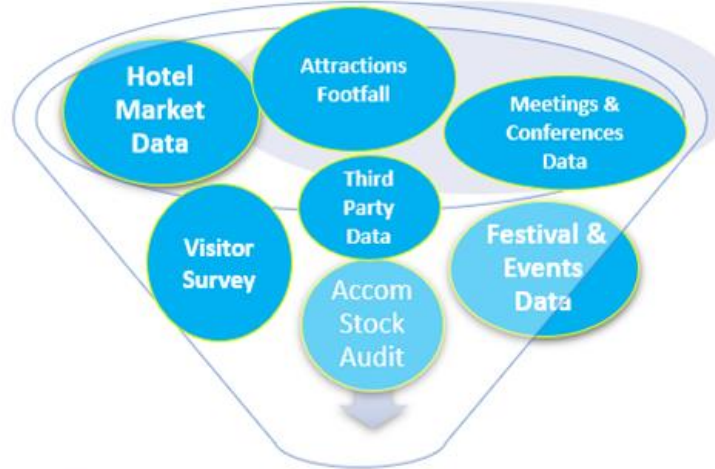 Hotel
Market
Data
Attractions
Footfall
Meetings &
Conferences
Data
Third
Party
Data
Visitor
Survey
Festival &
Events
Data
Accom
Stock
Audit